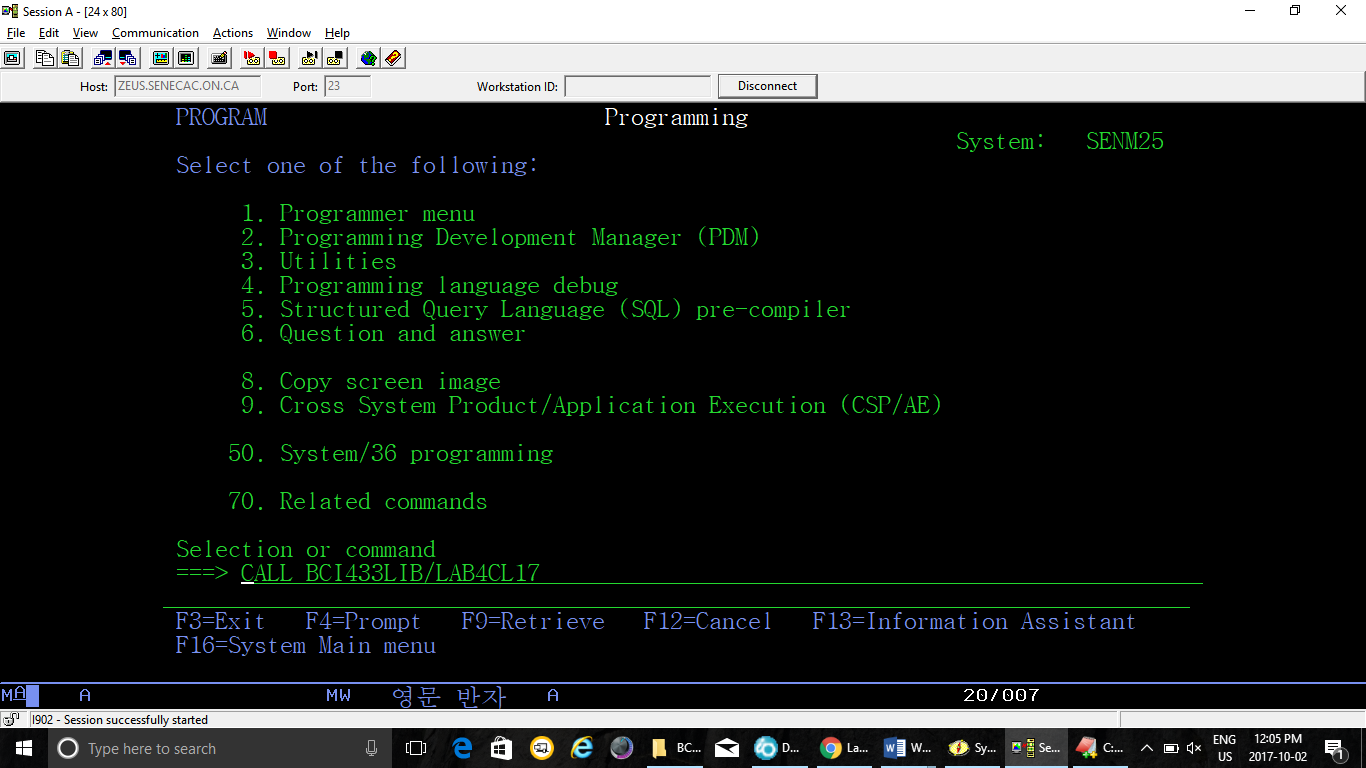 Session A - [24 x 80]
File Edit View Communication Actions Window Help
Host: ZEUS.SENECAC.ON.CA Port: 23 Workstation ID: Disconnect
PROGRAM Programming
System: SENM25
Select one of the following:
1. Programmer menu
2. Programming Development Manager (PDM)
3. Utilities
4. Programming language debug
5. Structured Query Language (SQL) pre-compiler
6. Question and answer
8. Copy screen image
9. Cross System Product/Application Execution (CSP/AE)
50. System/36 programming
70. Related commands
Selection or command
===> CALL BCI433LIB/LAB4CL17
F3=Exit F4=Prompt F9=Retrieve F12=Cancel F13=Information Assistant
F16=System Main menu
MA A MW 영문 반자 A 20/007
I902 - Session successfully started
Type here to search BC... D... La... W... Sy... Se... C:... ENG 12:05 PM
US 2017-10-02 1